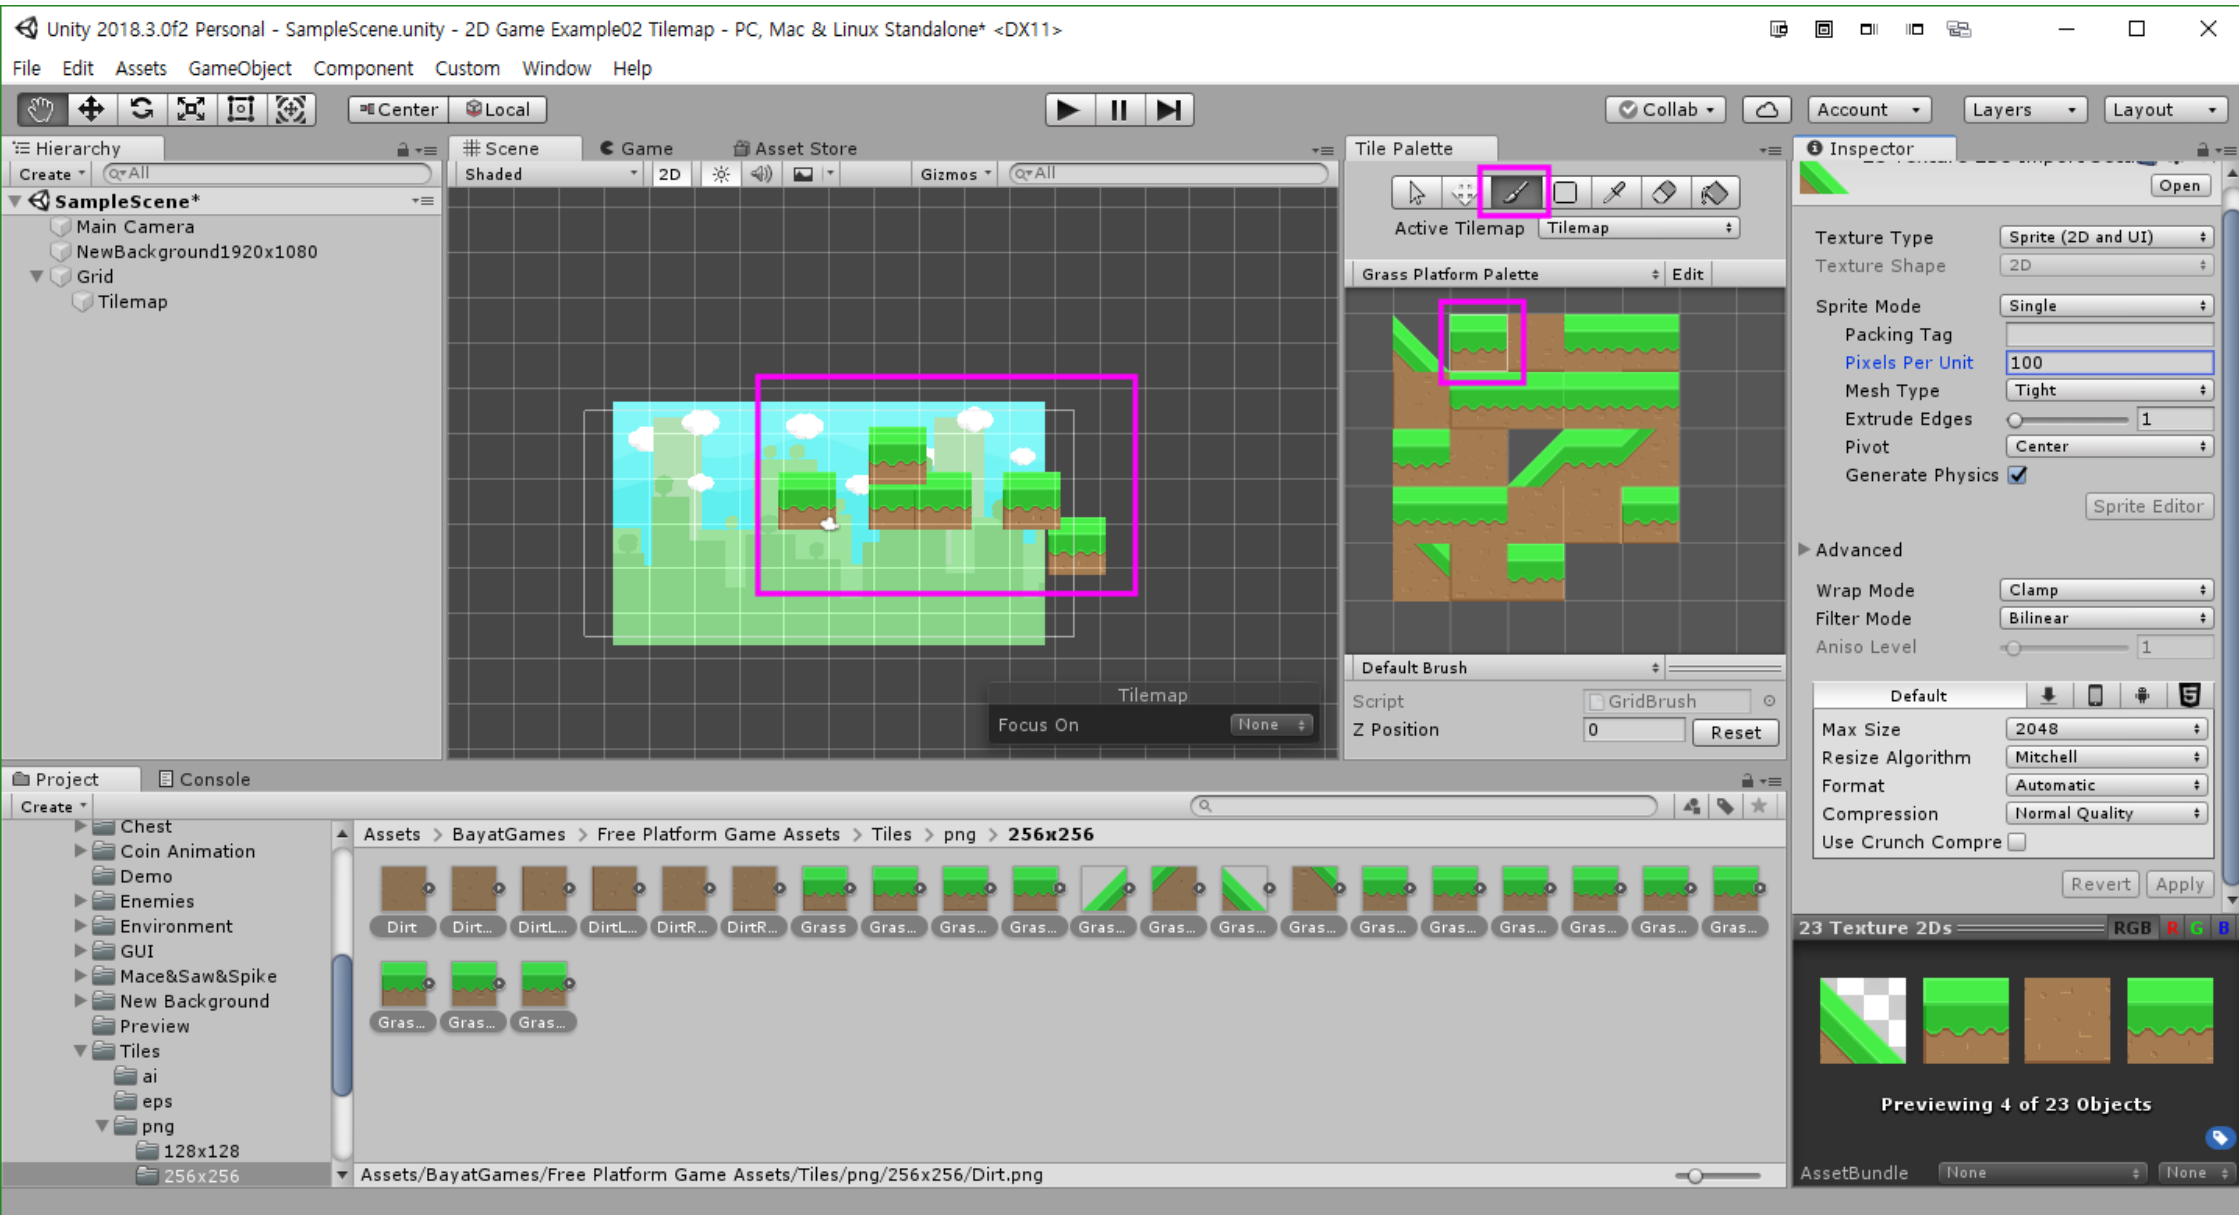 Unity 2018.3.0f2 Personal - SampleScene.unity - 2D Game Example02 Tilemap - PC, Mac & Linux Standalone* <DX11>
File Edit Assets GameObject Component Custom Window Help
Center Local Collab Account Layers Layout
Hierarchy
Create All
SampleScene*
Main Camera
NewBackground1920x1080
Grid
Tilemap
Scene Game Asset Store
Shaded 2D Gizmos All
Tilemap
Focus On None
Tile Palette
Active Tilemap Tilemap
Grass Platform Palette Edit
Default Brush
Script GridBrush
Z Position 0 Reset
Inspector
Open
Texture Type Sprite (2D and UI)
Texture Shape 2D
Sprite Mode Single
Packing Tag
Pixels Per Unit 100
Mesh Type Tight
Extrude Edges 1
Pivot Center
Generate Physics
Sprite Editor
Advanced
Wrap Mode Clamp
Filter Mode Bilinear
Aniso Level 1
Default
Max Size 2048
Resize Algorithm Mitchell
Format Automatic
Compression Normal Quality
Use Crunch Compre
Revert Apply
23 Texture 2Ds RGB R G B
Previewing 4 of 23 Objects
AssetBundle None None
Project Console
Create
Chest
Coin Animation
Demo
Enemies
Environment
GUI
Mace&Saw&Spike
New Background
Preview
Tiles
ai
eps
png
128x128
256x256
Assets > BayatGames > Free Platform Game Assets > Tiles > png > 256x256
Dirt Dirt... DirtL... DirtL... DirtR... DirtR... Grass Gras... Gras... Gras... Gras... Gras... Gras... Gras... Gras... Gras... Gras... Gras... Gras... Gras...
Gras... Gras... Gras...
Assets/BayatGames/Free Platform Game Assets/Tiles/png/256x256/Dirt.png